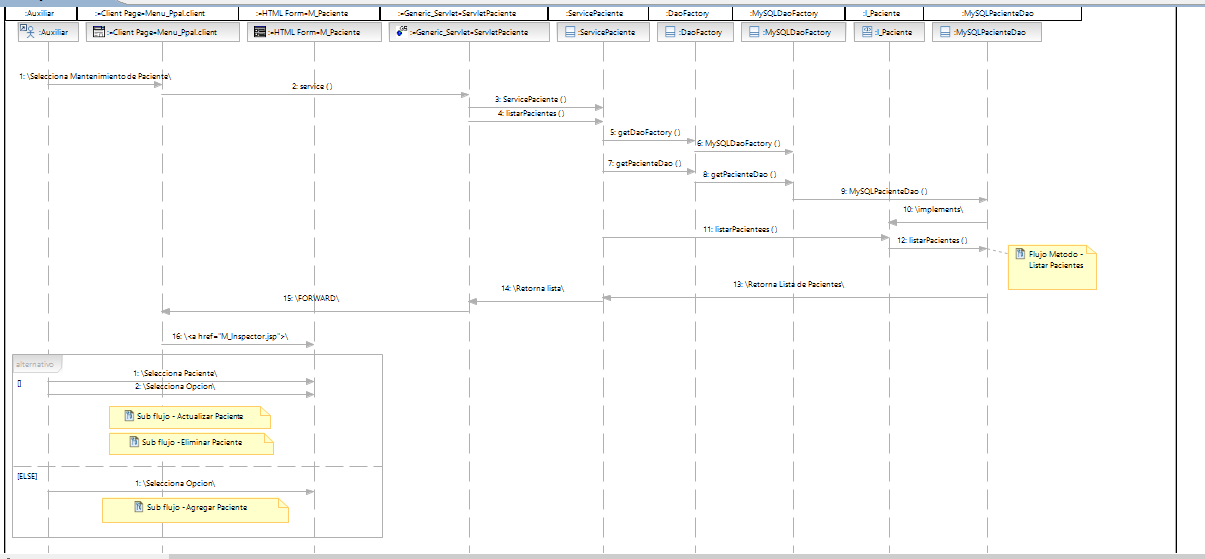 :Auxiliar
:+Client Page=Menu_Ppal.client
:+HTML Form=M_Paciente
:+Generic_Servlet=ServletPaciente
:ServicePaciente
:DaoFactory
:MySQLDaoFactory
:I_Paciente
:MySQLPacienteDao
:Auxiliar
:+Client Page=Menu_Ppal.client
:+HTML Form=M_Paciente
:+Generic_Servlet=ServletPaciente
:ServicePaciente
:DaoFactory
:MySQLDaoFactory
:I_Paciente
:MySQLPacienteDao
1: \Selecciona Mantenimiento de Paciente\
2: service ()
3: ServicePaciente ()
4: listarPacientes ()
5: getDaoFactory ()
6: MySQLDaoFactory ()
7: getPacienteDao ()
8: getPacienteDao ()
9: MySQLPacienteDao ()
10: \implements\
11: listarPacientees ()
12: listarPacientes ()
Flujo Metodo -
Listar Pacientes
13: \Retorna Lista de Pacientes\
14: \Retorna lista\
15: \FORWARD\
16: \<a href="M_Inspector.jsp">\
alternativo
[]
1: \Selecciona Paciente\
2: \Selecciona Opcion\
Sub flujo - Actualizar Paciente
Sub flujo -Eliminar Paciente
[ELSE]
1: \Selecciona Opcion\
Sub flujo -Agregar Paciente